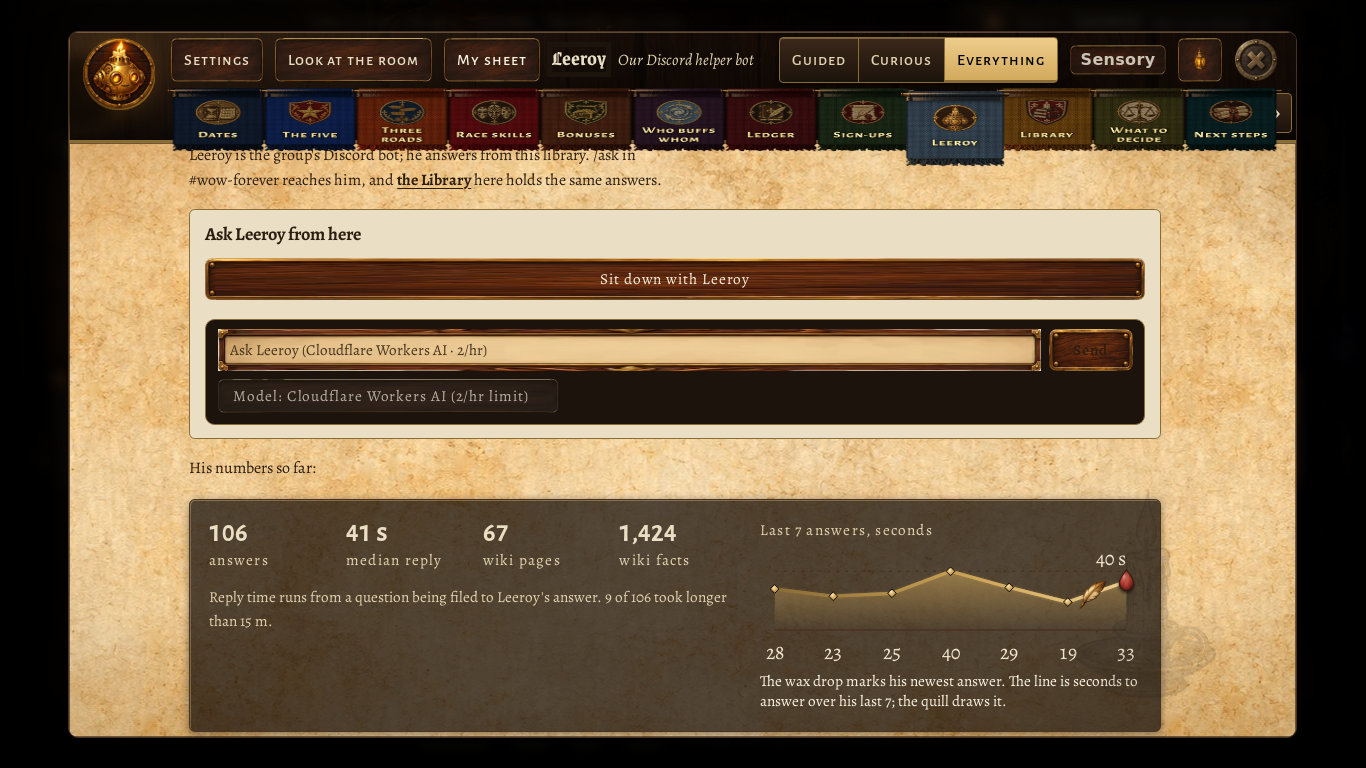 Settings
Look at the room
My sheet
Leeroy
Our Discord helper bot
Guided
Curious
Everything
Sensory
Dates
The Five
Three Roads
Race Skills
Bonuses
Who Buffs Whom
Ledger
Sign-ups
Leeroy
Library
What to Decide
Next Steps
Leeroy is the group's Discord bot; he answers from this library. /ask in
#wow-forever reaches him, and the Library here holds the same answers.
Ask Leeroy from here
Sit down with Leeroy
Ask Leeroy (Cloudflare Workers AI · 2/hr)
Send
Model: Cloudflare Workers AI (2/hr limit)
His numbers so far:
106
answers
41 s
median reply
67
wiki pages
1,424
wiki facts
Reply time runs from a question being filed to Leeroy's answer. 9 of 106 took longer
than 15 m.
Last 7 answers, seconds
40 s
28 23 25 40 29 19 33
The wax drop marks his newest answer. The line is seconds to
answer over his last 7; the quill draws it.